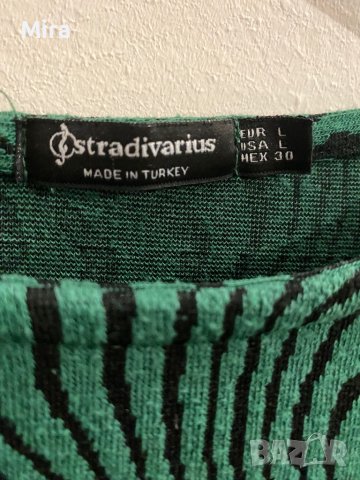 Mira
stradivarius
MADE IN TURKEY
EUR L
USA L
MEX 30
BAZAR